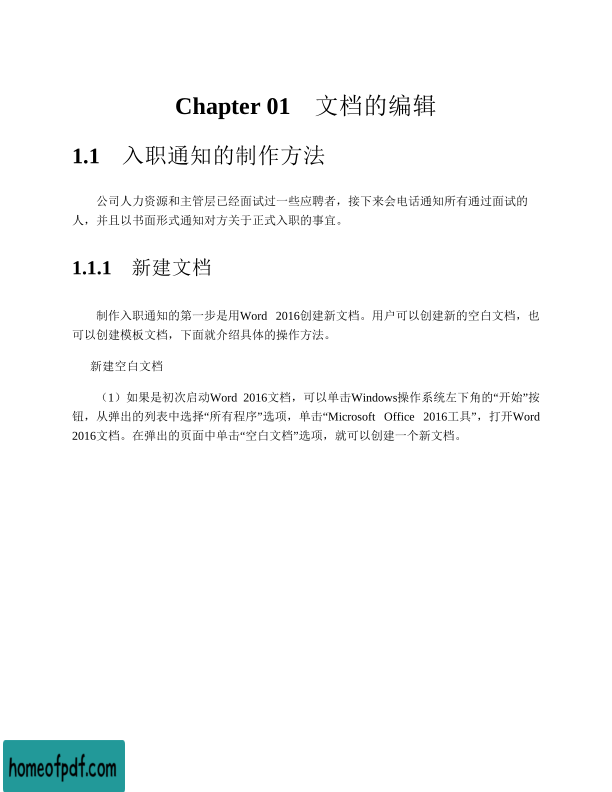 Chapter 01　文档的编辑
1.1　入职通知的制作方法
公司人力资源和主管层已经面试过一些应聘者，接下来会电话通知所有通过面试的
人，并且以书面形式通知对方关于正式入职的事宜。
1.1.1　新建文档
制作入职通知的第一步是用Word 2016创建新文档。用户可以创建新的空白文档，也
可以创建模板文档，下面就介绍具体的操作方法。
新建空白文档
（1）如果是初次启动Word 2016文档，可以单击Windows操作系统左下角的“开始”按
钮，从弹出的列表中选择“所有程序”选项，单击“Microsoft Office 2016工具”，打开Word
2016文档。在弹出的页面中单击“空白文档”选项，就可以创建一个新文档。
homeofpdf.com